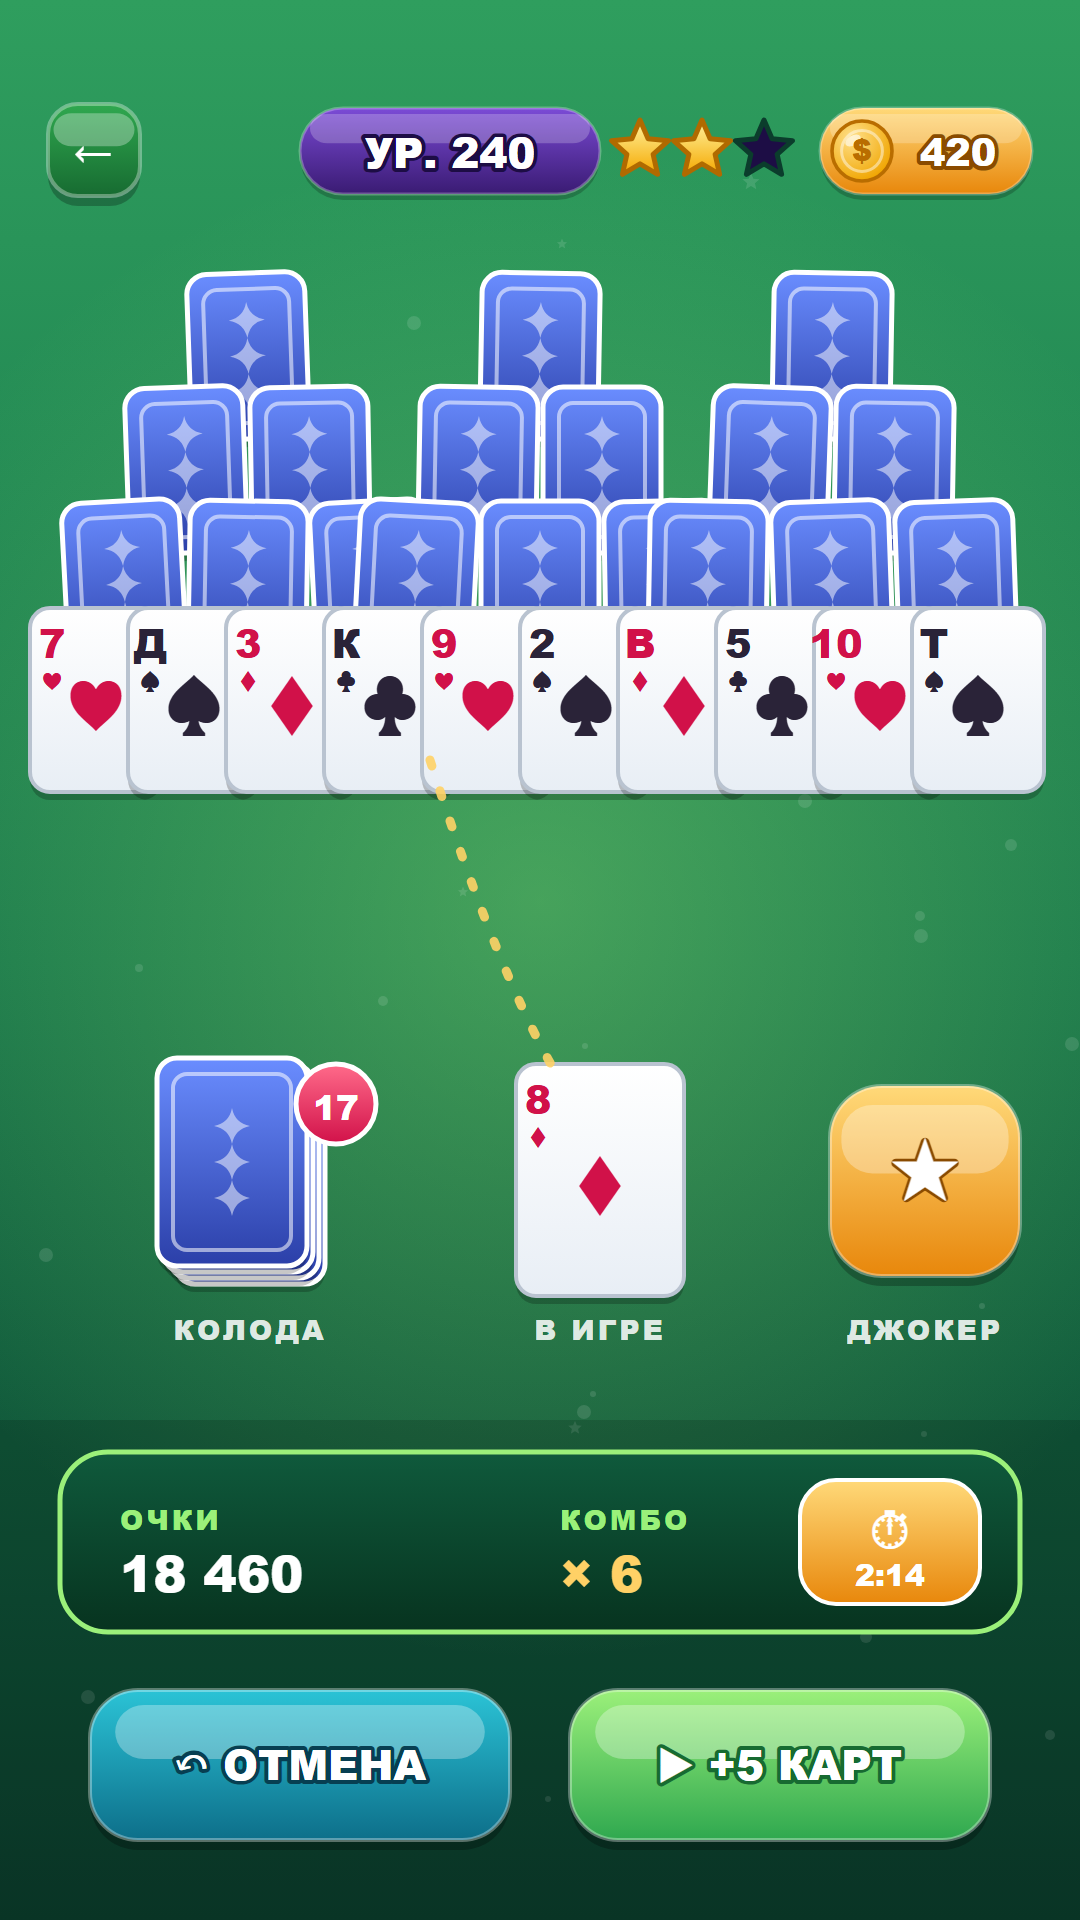 ←
УР. 240
$ 420
7 Д 3 К 9 2 В 5 10 Т
17
8
КОЛОДА
В ИГРЕ
ДЖОКЕР
ОЧКИ
18 460
КОМБО
× 6
2:14
↶ ОТМЕНА
▶ +5 КАРТ